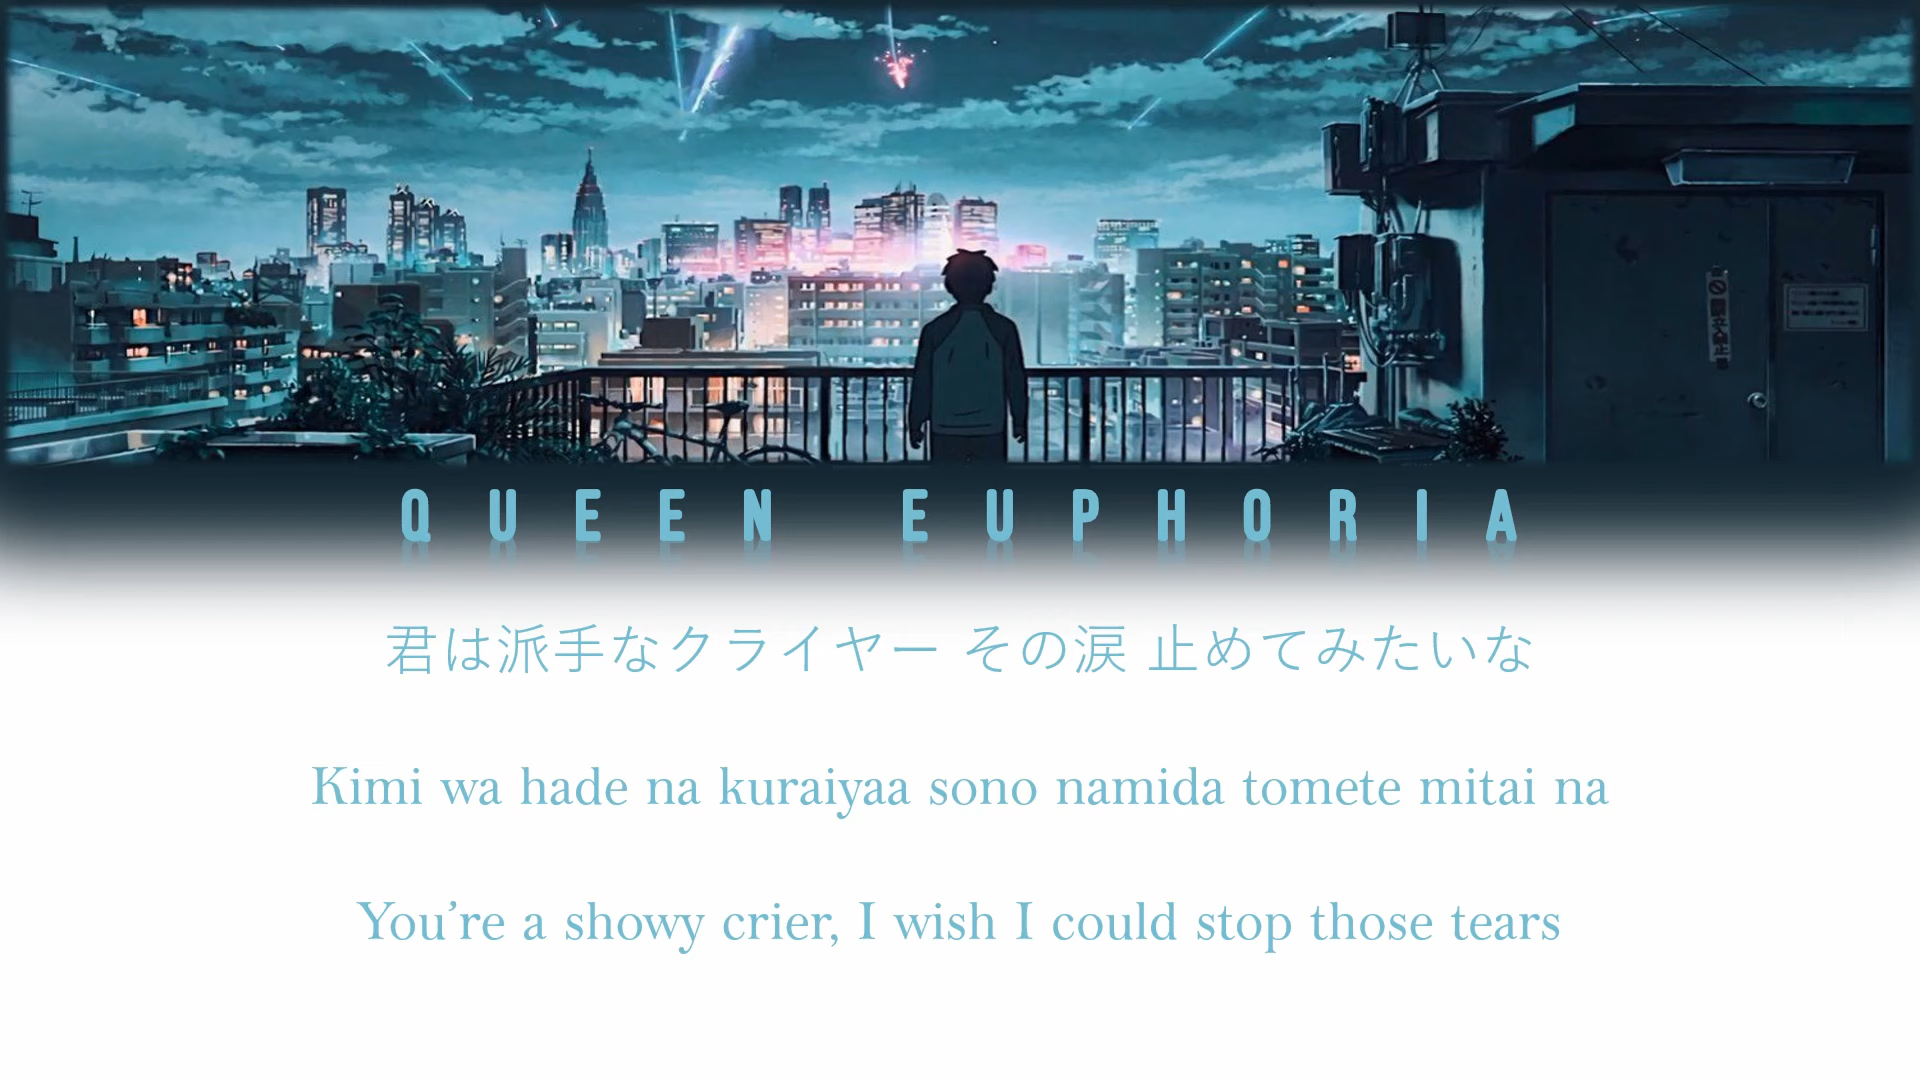 QUEEN EUPHORIA
君は派手なクライヤー その涙 止めてみたいな
Kimi wa hade na kuraiyaa sono namida tomete mitai na
You’re a showy crier, I wish I could stop those tears